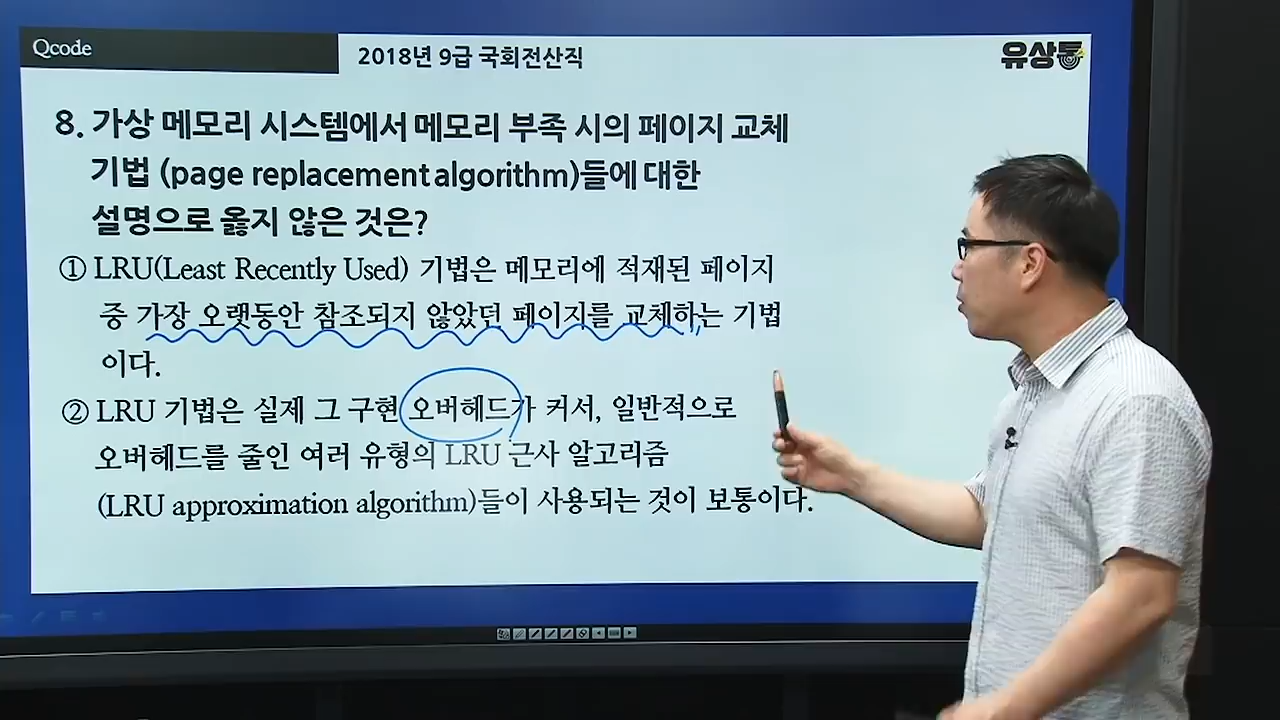 Qcode
2018년 9급 국회전산직
유상통
8. 가상 메모리 시스템에서 메모리 부족 시의 페이지 교체
기법 (page replacement algorithm)들에 대한
설명으로 옳지 않은 것은?
① LRU(Least Recently Used) 기법은 메모리에 적재된 페이지
중 가장 오랫동안 참조되지 않았던 페이지를 교체하는 기법
이다.
② LRU 기법은 실제 그 구현 오버헤드가 커서, 일반적으로
오버헤드를 줄인 여러 유형의 LRU 근사 알고리즘
(LRU approximation algorithm)들이 사용되는 것이 보통이다.